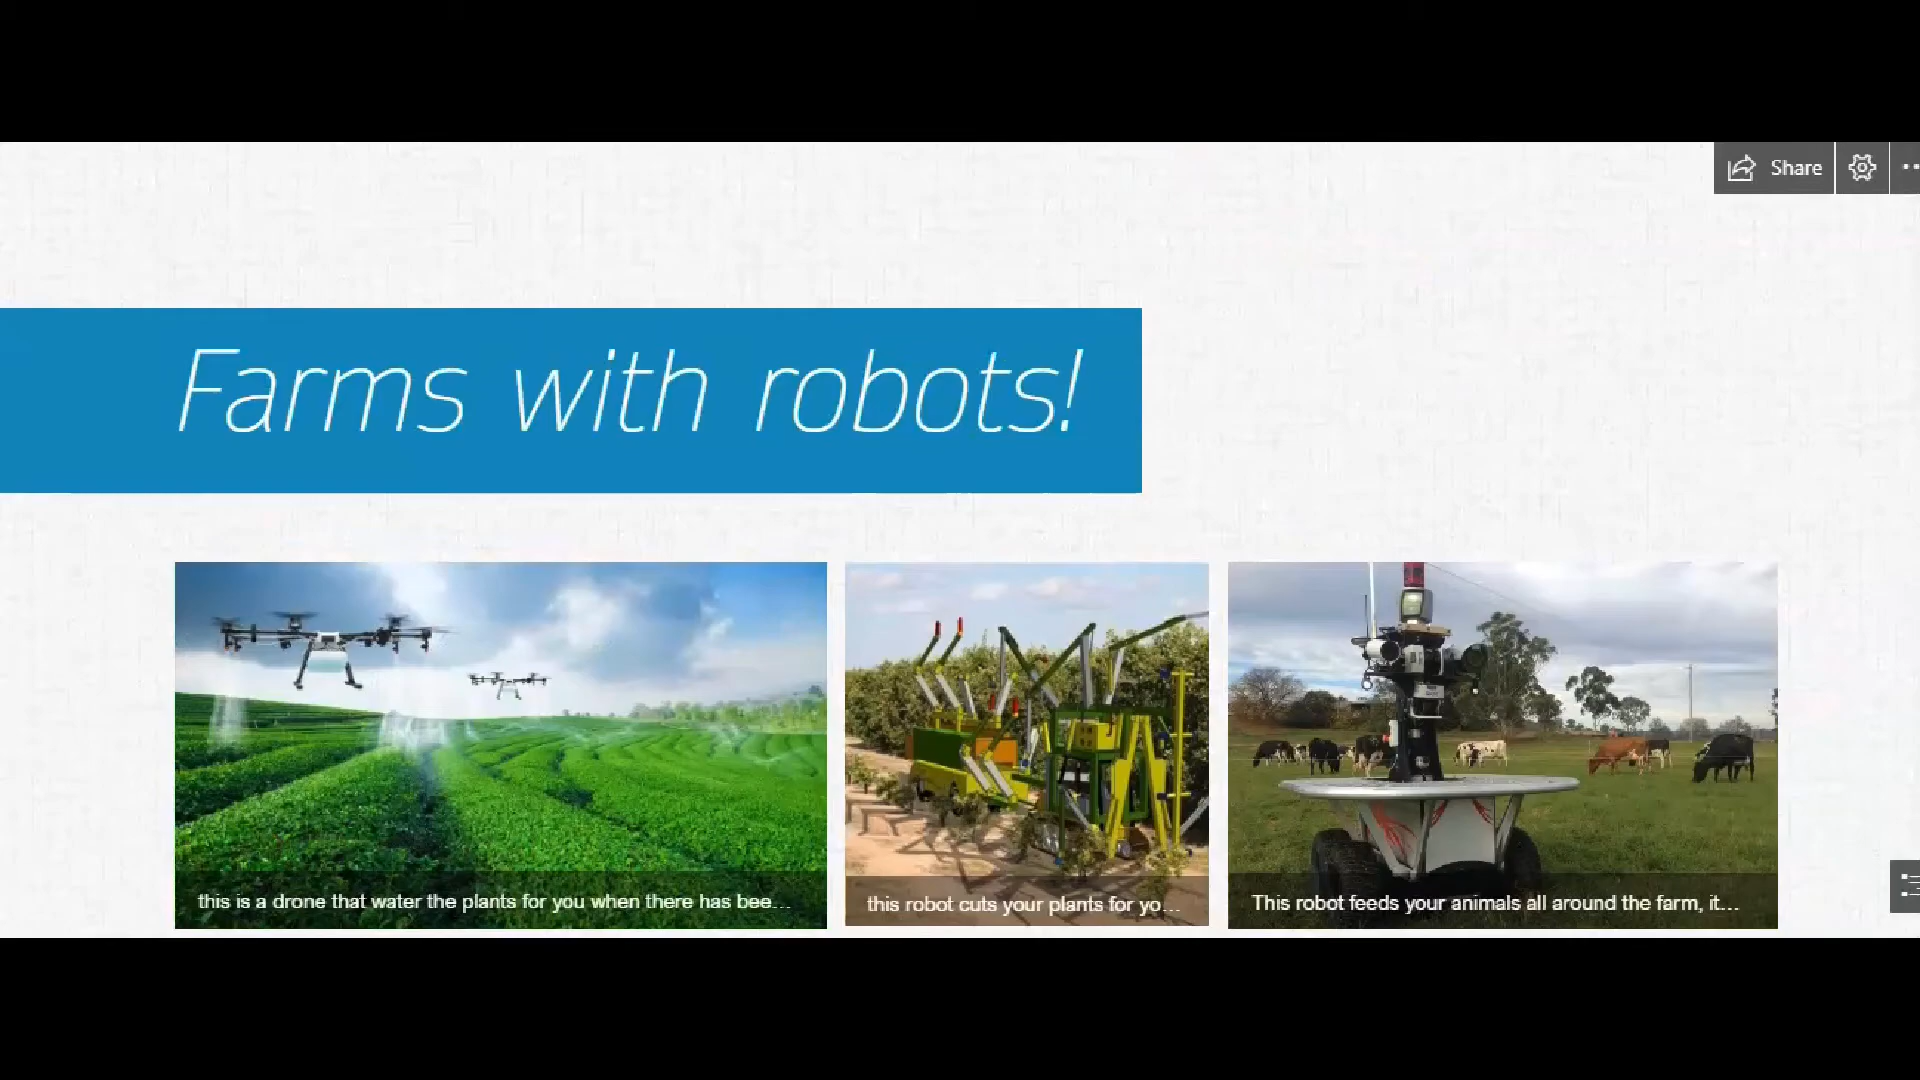 Share
Farms with robots!
this is a drone that water the plants for you when there has bee...
this robot cuts your plants for yo...
This robot feeds your animals all around the farm, it...